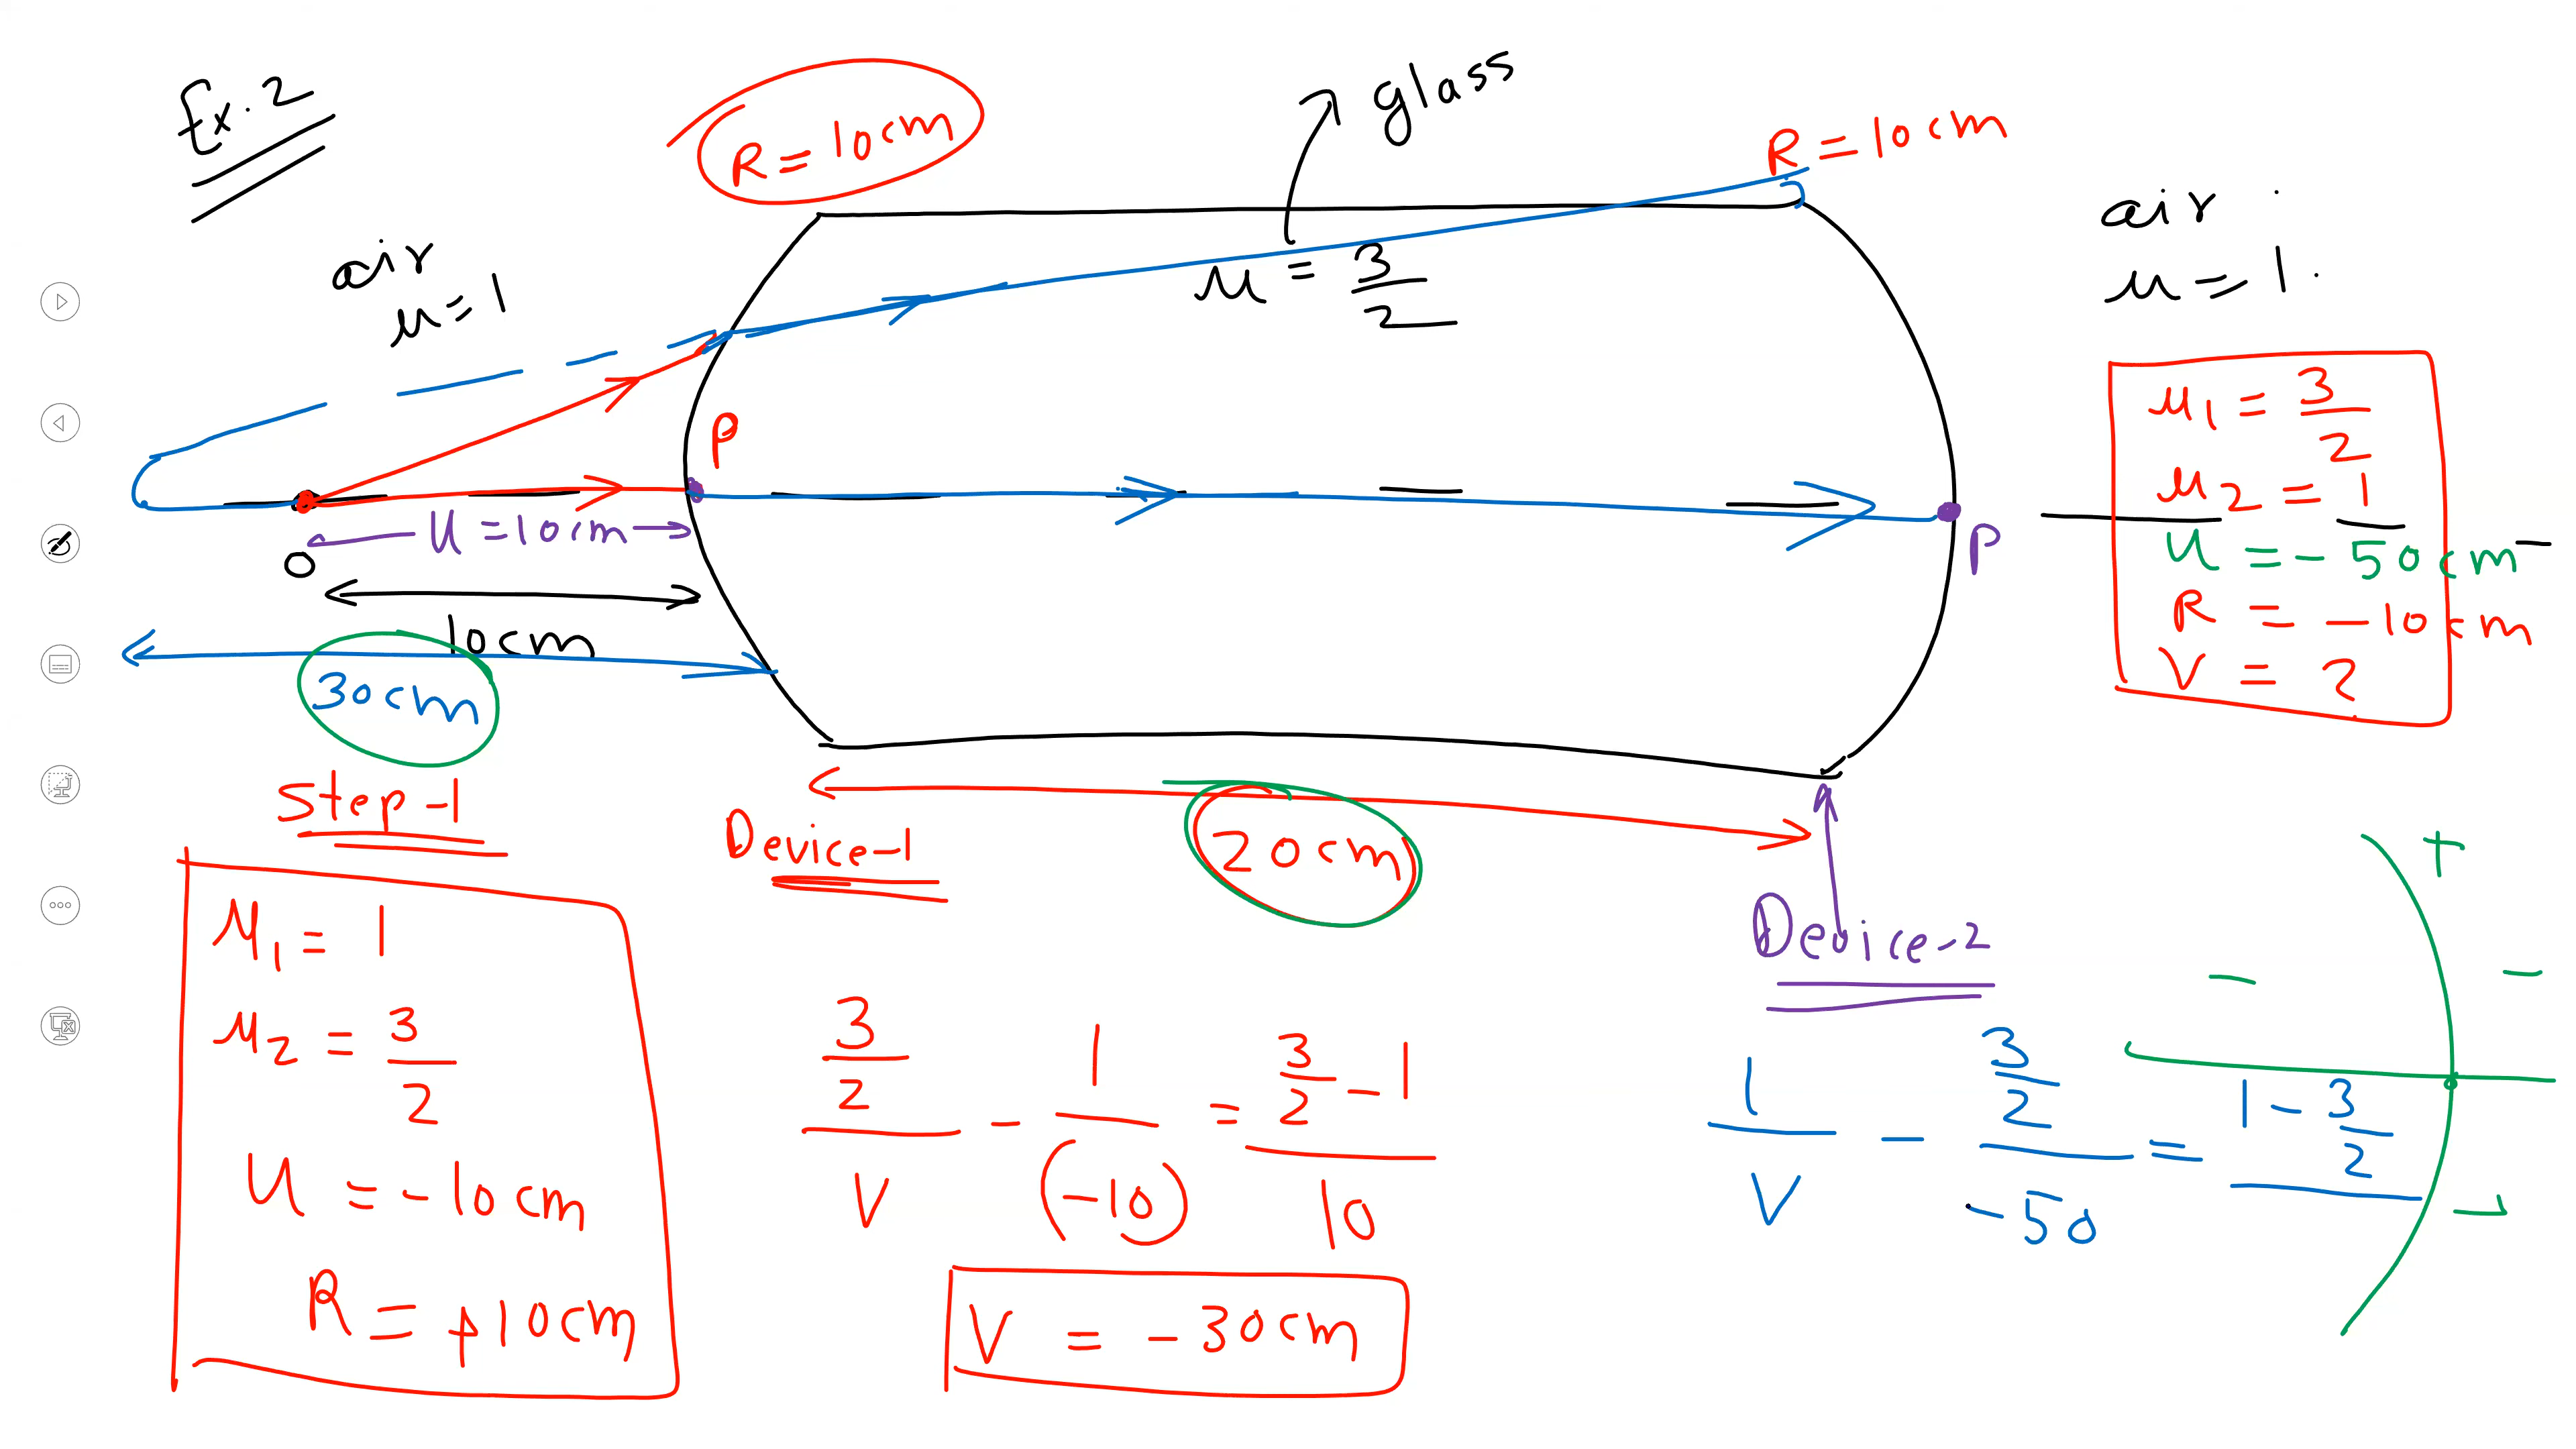 Ex. 2
R = 10cm
glass
R = 10cm
air
μ = 1
μ = 3/2
air
μ = 1
P
μ1 = 3/2
μ2 = 1
u = -50cm
R = -10cm
V = ?
u = 10cm
P
O
10cm
30cm
Step-1
Device-1
20cm
Device-2
μ1 = 1
μ2 = 3/2
u = -10cm
R = +10cm
3/2 / V - 1/(-10) = 3/2 - 1 / 10
V = -30cm
1/V - 3/2 / -50 = 1 - 3/2
+
-
-